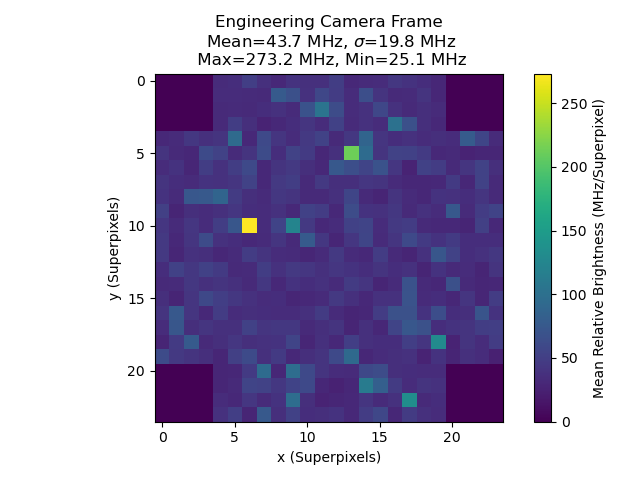 Engineering Camera Frame
Mean=43.7 MHz, σ=19.8 MHz
Max=273.2 MHz, Min=25.1 MHz
0
5
10
15
20
y (Superpixels)
0
5
10
15
20
x (Superpixels)
250
200
150
100
50
0
Mean Relative Brightness (MHz/Superpixel)